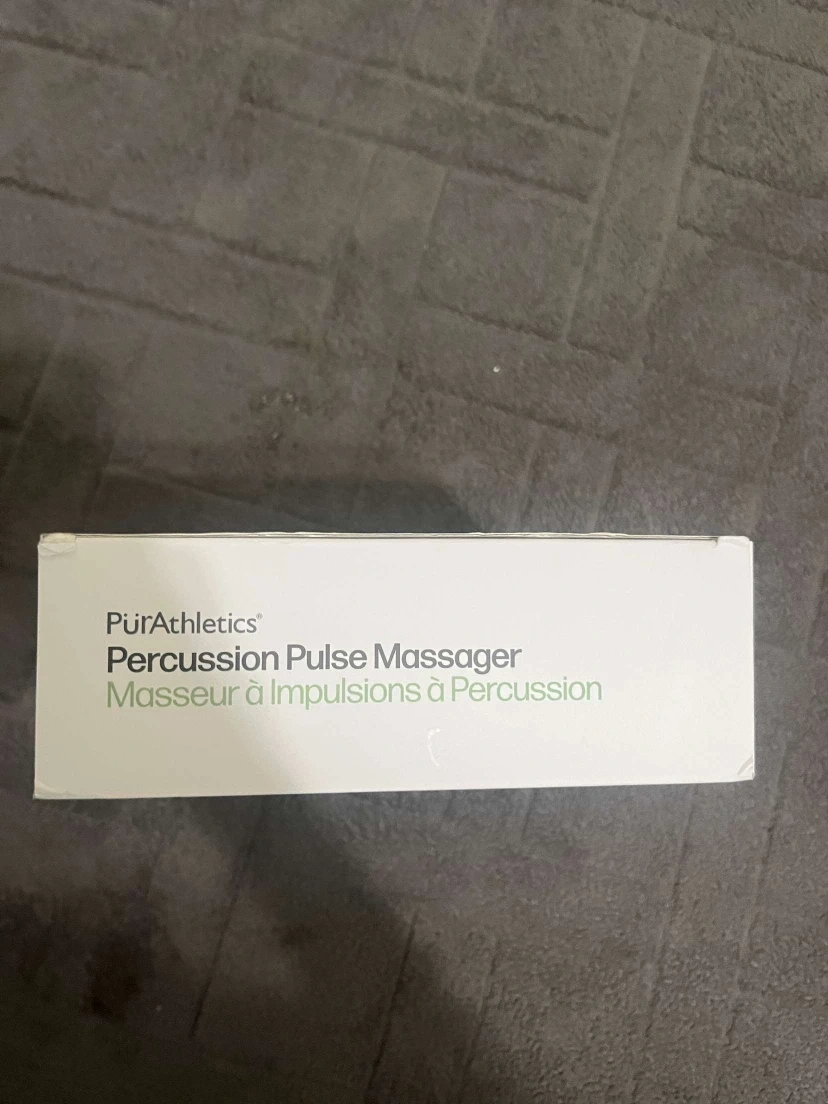 PürAthletics®
Percussion Pulse Massager
Masseur à Impulsions à Percussion